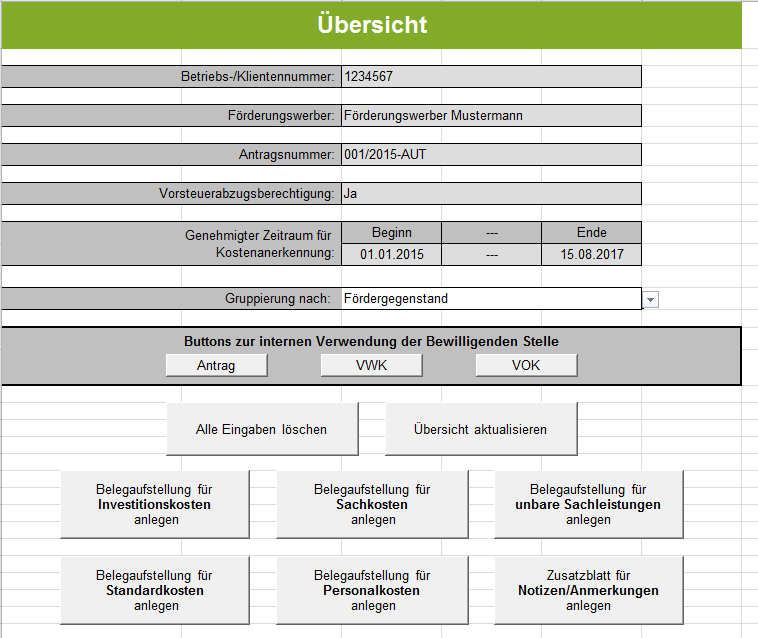 Übersicht
Betriebs-/Klientennummer: 1234567
Förderungswerber: Förderungswerber Mustermann
Antragsnummer: 001/2015-AUT
Vorsteuerabzugsberechtigung: Ja
Genehmigter Zeitraum für
Kostenanerkennung:
Beginn --- Ende
01.01.2015 --- 15.08.2017
Gruppierung nach: Fördergegenstand
Buttons zur internen Verwendung der Bewilligenden Stelle
Antrag VWK VOK
Alle Eingaben löschen Übersicht aktualisieren
Belegaufstellung für
Investitionskosten
anlegen
Belegaufstellung für
Sachkosten
anlegen
Belegaufstellung für
unbare Sachleistungen
anlegen
Belegaufstellung für
Standardkosten
anlegen
Belegaufstellung für
Personalkosten
anlegen
Zusatzblatt für
Notizen/Anmerkungen
anlegen